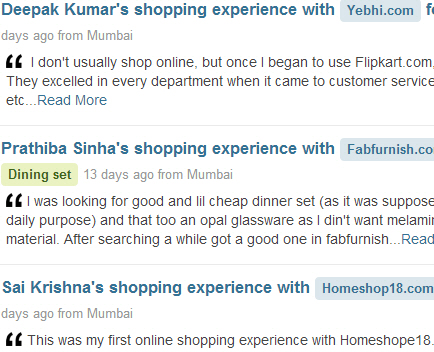 Deepak Kumar's shopping experience with Yebhi.com fe
days ago from Mumbai
“ I don't usually shop online, but once I began to use Flipkart.com,
They excelled in every department when it came to customer service
etc...Read More
Prathiba Sinha's shopping experience with Fabfurnish.co
Dining set 13 days ago from Mumbai
“ I was looking for good and lil cheap dinner set (as it was suppose
daily purpose) and that too an opal glassware as I din't want melamin
material. After searching a while got a good one in fabfurnish...Read
Sai Krishna's shopping experience with Homeshop18.com
days ago from Mumbai
“ This was my first online shopping experience with Homeshope18.